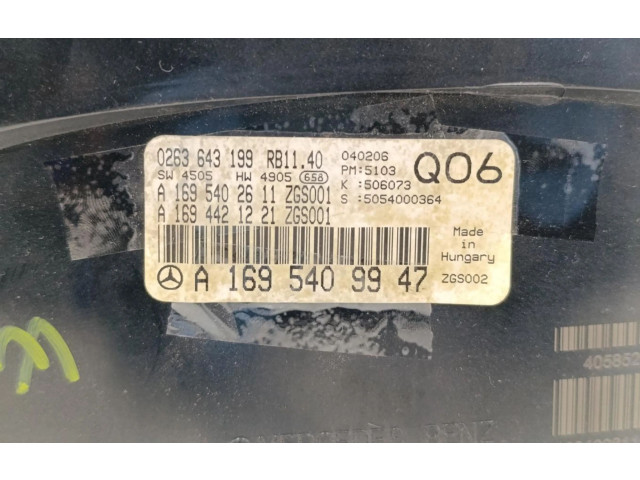 0263 643 199 RB11.40 040206 Q06
SW 4505 HW 4905 658 PM:5103
K :506073
A 169 540 26 11 ZGS001 S :5054000364
A 169 442 12 21 ZGS001
Made in
Hungary
A 169 540 99 47 ZGS002